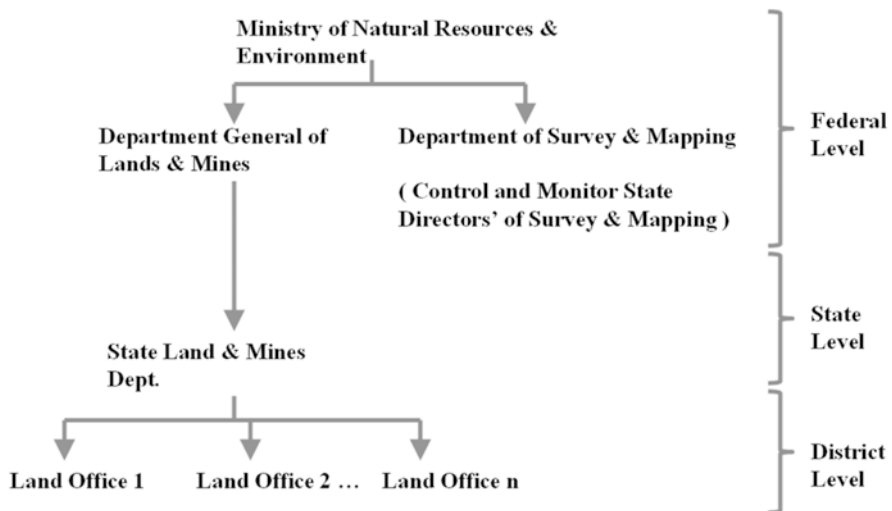 Ministry of Natural Resources &
Environment
Department General of
Lands & Mines
Department of Survey & Mapping
( Control and Monitor State
Directors’ of Survey & Mapping )
Federal
Level
State Land & Mines
Dept.
State
Level
Land Office 1
Land Office 2 …
Land Office n
District
Level